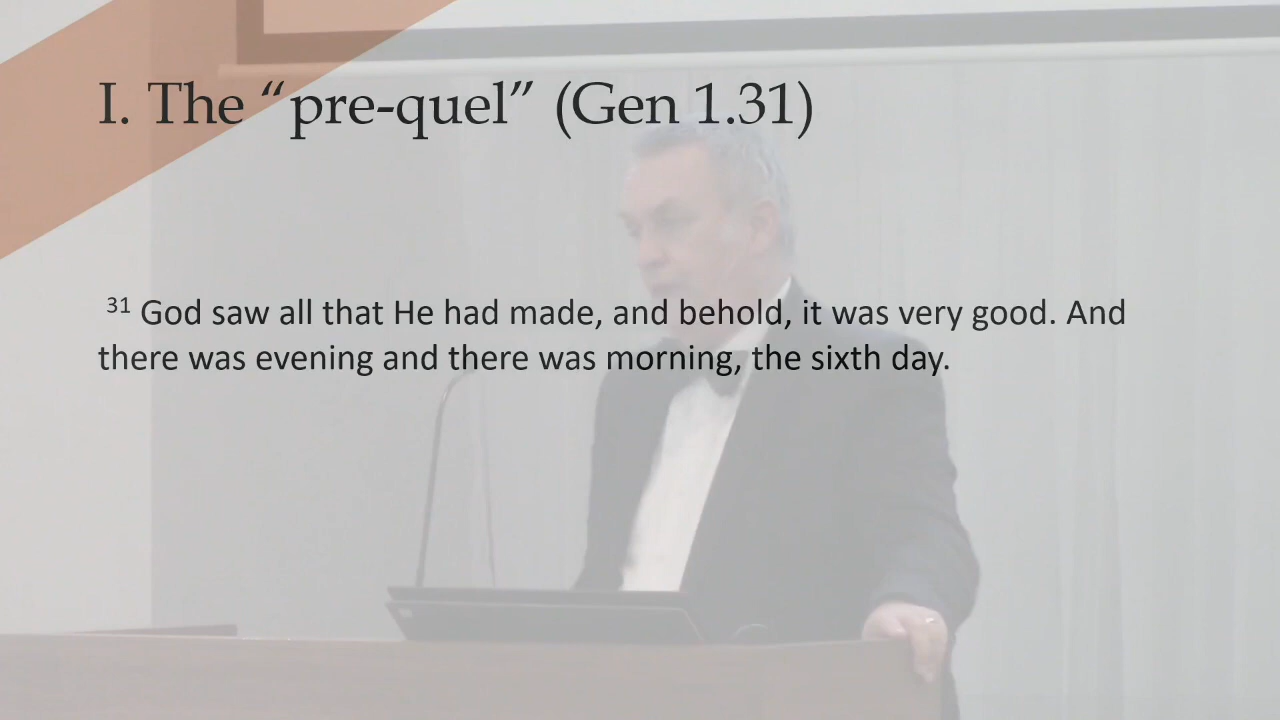 I. The “pre-quel” (Gen 1.31)
31 God saw all that He had made, and behold, it was very good. And
there was evening and there was morning, the sixth day.